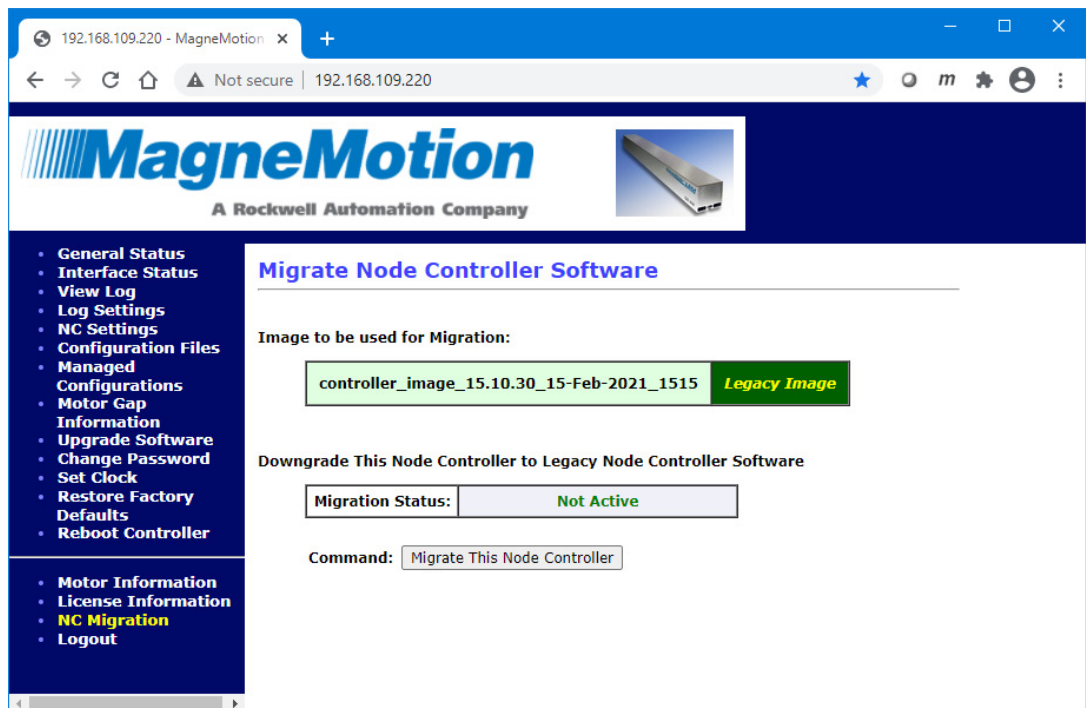 192.168.109.220 - MagneMotion
Not secure | 192.168.109.220
m
MagneMotion
A Rockwell Automation Company
General Status
Interface Status
View Log
Log Settings
NC Settings
Configuration Files
Managed
Configurations
Motor Gap
Information
Upgrade Software
Change Password
Set Clock
Restore Factory
Defaults
Reboot Controller
Motor Information
License Information
NC Migration
Logout
Migrate Node Controller Software
Image to be used for Migration:
controller_image_15.10.30_15-Feb-2021_1515 Legacy Image
Downgrade This Node Controller to Legacy Node Controller Software
Migration Status: Not Active
Command: Migrate This Node Controller